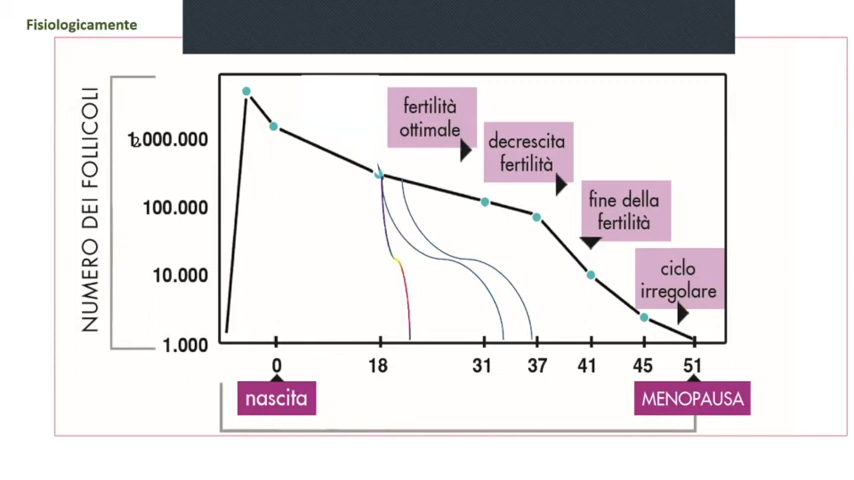 Fisiologicamente
NUMERO DEI FOLLICOLI
1,000.000
100.000
10.000
1.000
fertilità
ottimale
decrescita
fertilità
fine della
fertilità
ciclo
irregolare
0 18 31 37 41 45 51
nascita
MENOPAUSA